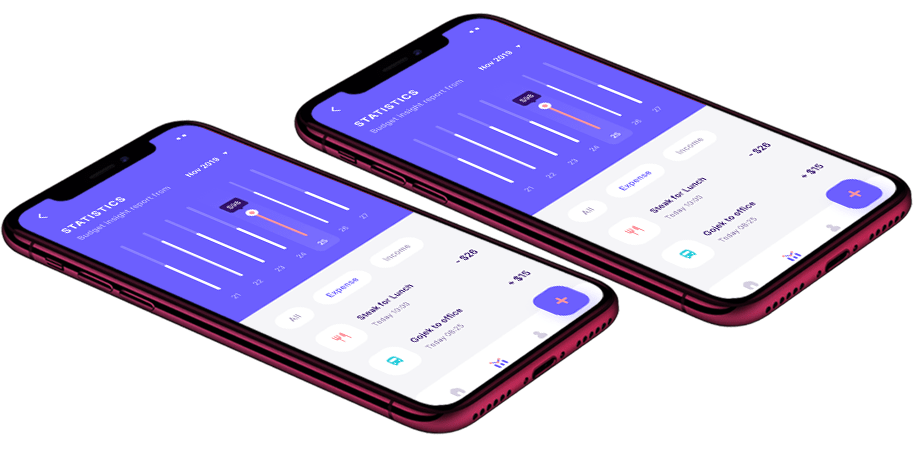 STATISTICS
Budget insight report from
Nov 2019
$98
21
22
23
24
25
26
27
All
Expense
Income
Steak for Lunch
Today 10:00
- $26
Gojek to office
Today 08:25
+ $15
STATISTICS
Budget insight report from
Nov 2019
$98
21
22
23
24
25
26
27
All
Expense
Income
Steak for Lunch
Today 10:00
- $26
Gojek to office
Today 08:25
+ $15